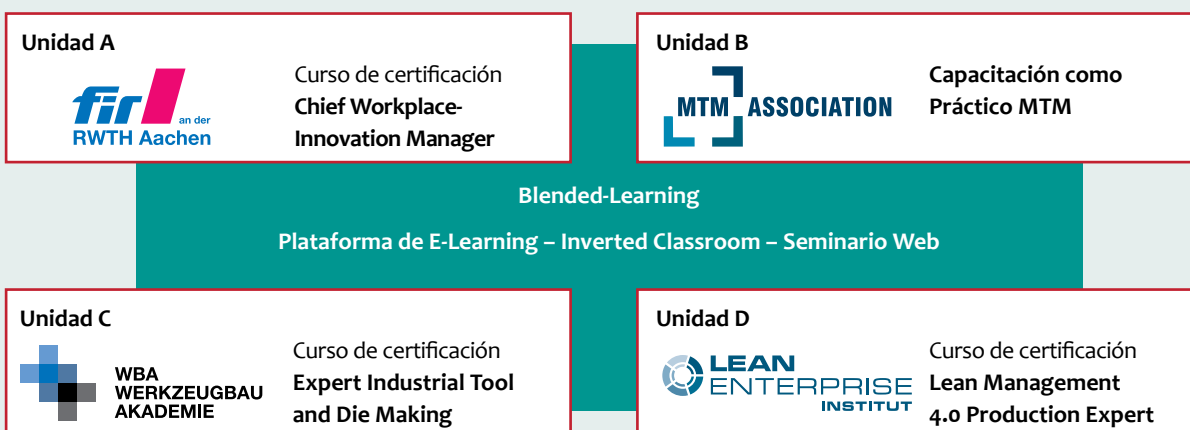 Unidad A
fir
an der
RWTH Aachen
Curso de certificación
Chief Workplace-
Innovation Manager
Unidad B
MTM ASSOCIATION
Capacitación como
Práctico MTM
Blended-Learning
Plataforma de E-Learning – Inverted Classroom – Seminario Web
Unidad C
WBA
WERKZEUGBAU
AKADEMIE
Curso de certificación
Expert Industrial Tool
and Die Making
Unidad D
LEAN
ENTERPRISE
INSTITUT
Curso de certificación
Lean Management
4.0 Production Expert